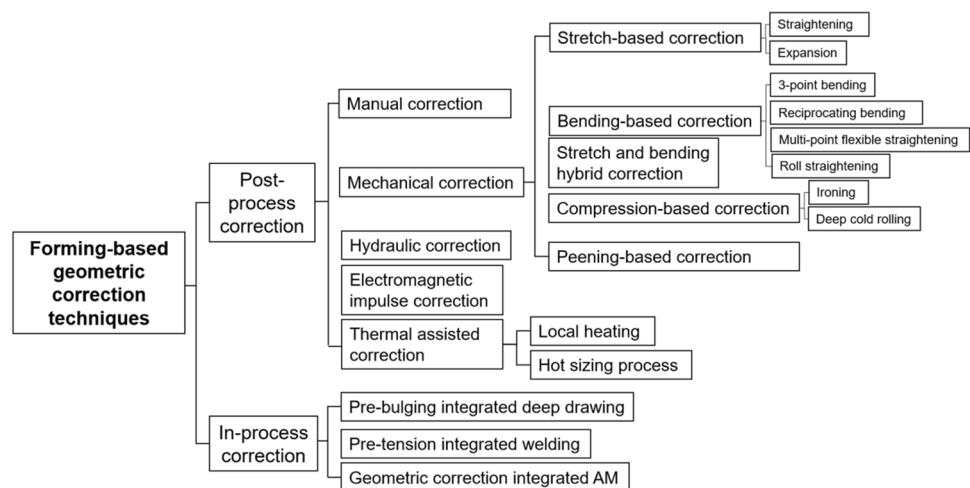 Forming-based
geometric
correction
techniques
Post-
process
correction
Manual correction
Mechanical correction
Stretch-based correction
Straightening
Expansion
Bending-based correction
3-point bending
Reciprocating bending
Multi-point flexible straightening
Roll straightening
Stretch and bending
hybrid correction
Compression-based correction
Ironing
Deep cold rolling
Peening-based correction
Hydraulic correction
Electromagnetic
impulse correction
Thermal assisted
correction
Local heating
Hot sizing process
In-process
correction
Pre-bulging integrated deep drawing
Pre-tension integrated welding
Geometric correction integrated AM